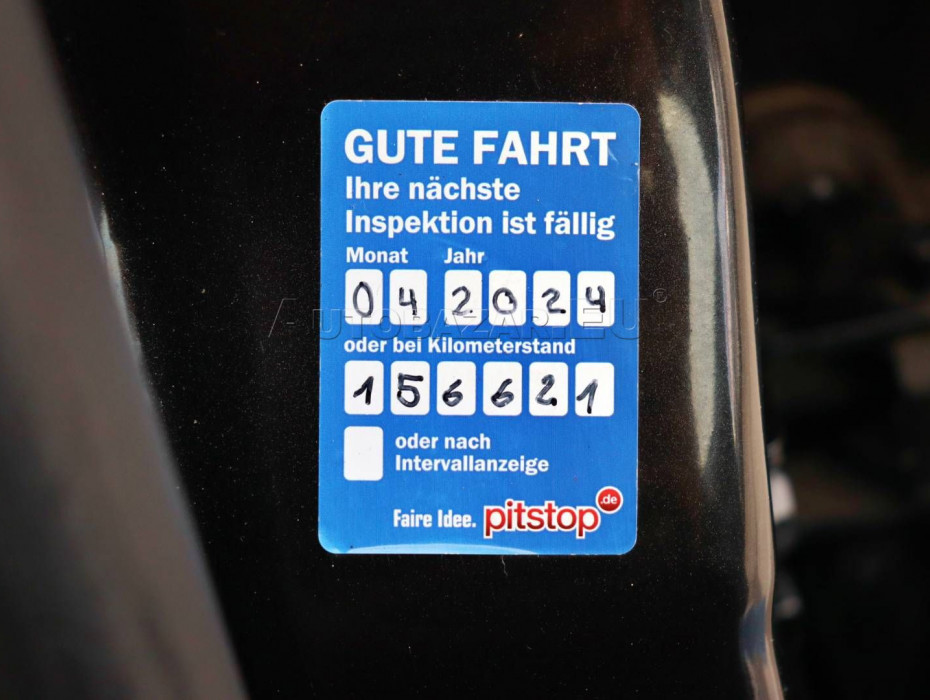 GUTE FAHRT
Ihre nächste
Inspektion ist fällig
Monat Jahr
04 2024
AUTOBAZAR.EU®
oder bei Kilometerstand
156621
oder nach
Intervallanzeige
Faire Idee. pitstop.de